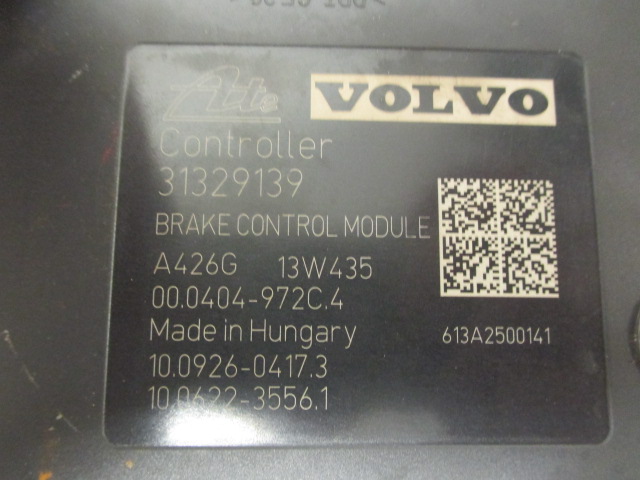 Ate VOLVO
Controller
31329139
BRAKE CONTROL MODULE
A426G 13W435
00.0404-972C.4
Made in Hungary 613A2500141
10.0926-0417.3
10.0622-3556.1